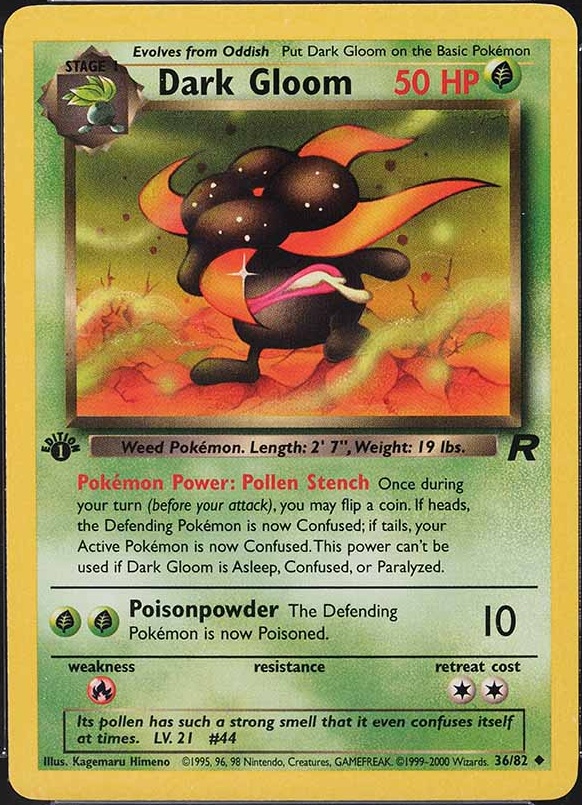 Evolves from Oddish Put Dark Gloom on the Basic Pokémon
STAGE 1
Dark Gloom 50 HP
EDITION
1
Weed Pokémon. Length: 2' 7", Weight: 19 lbs.
R
Pokémon Power: Pollen Stench Once during
your turn (before your attack), you may flip a coin. If heads,
the Defending Pokémon is now Confused; if tails, your
Active Pokémon is now Confused. This power can't be
used if Dark Gloom is Asleep, Confused, or Paralyzed.
Poisonpowder The Defending
Pokémon is now Poisoned.
10
weakness resistance retreat cost
Its pollen has such a strong smell that it even confuses itself
at times. LV. 21 #44
Illus. Kagemaru Himeno ©1995, 96, 98 Nintendo, Creatures, GAMEFREAK. ©1999-2000 Wizards. 36/82